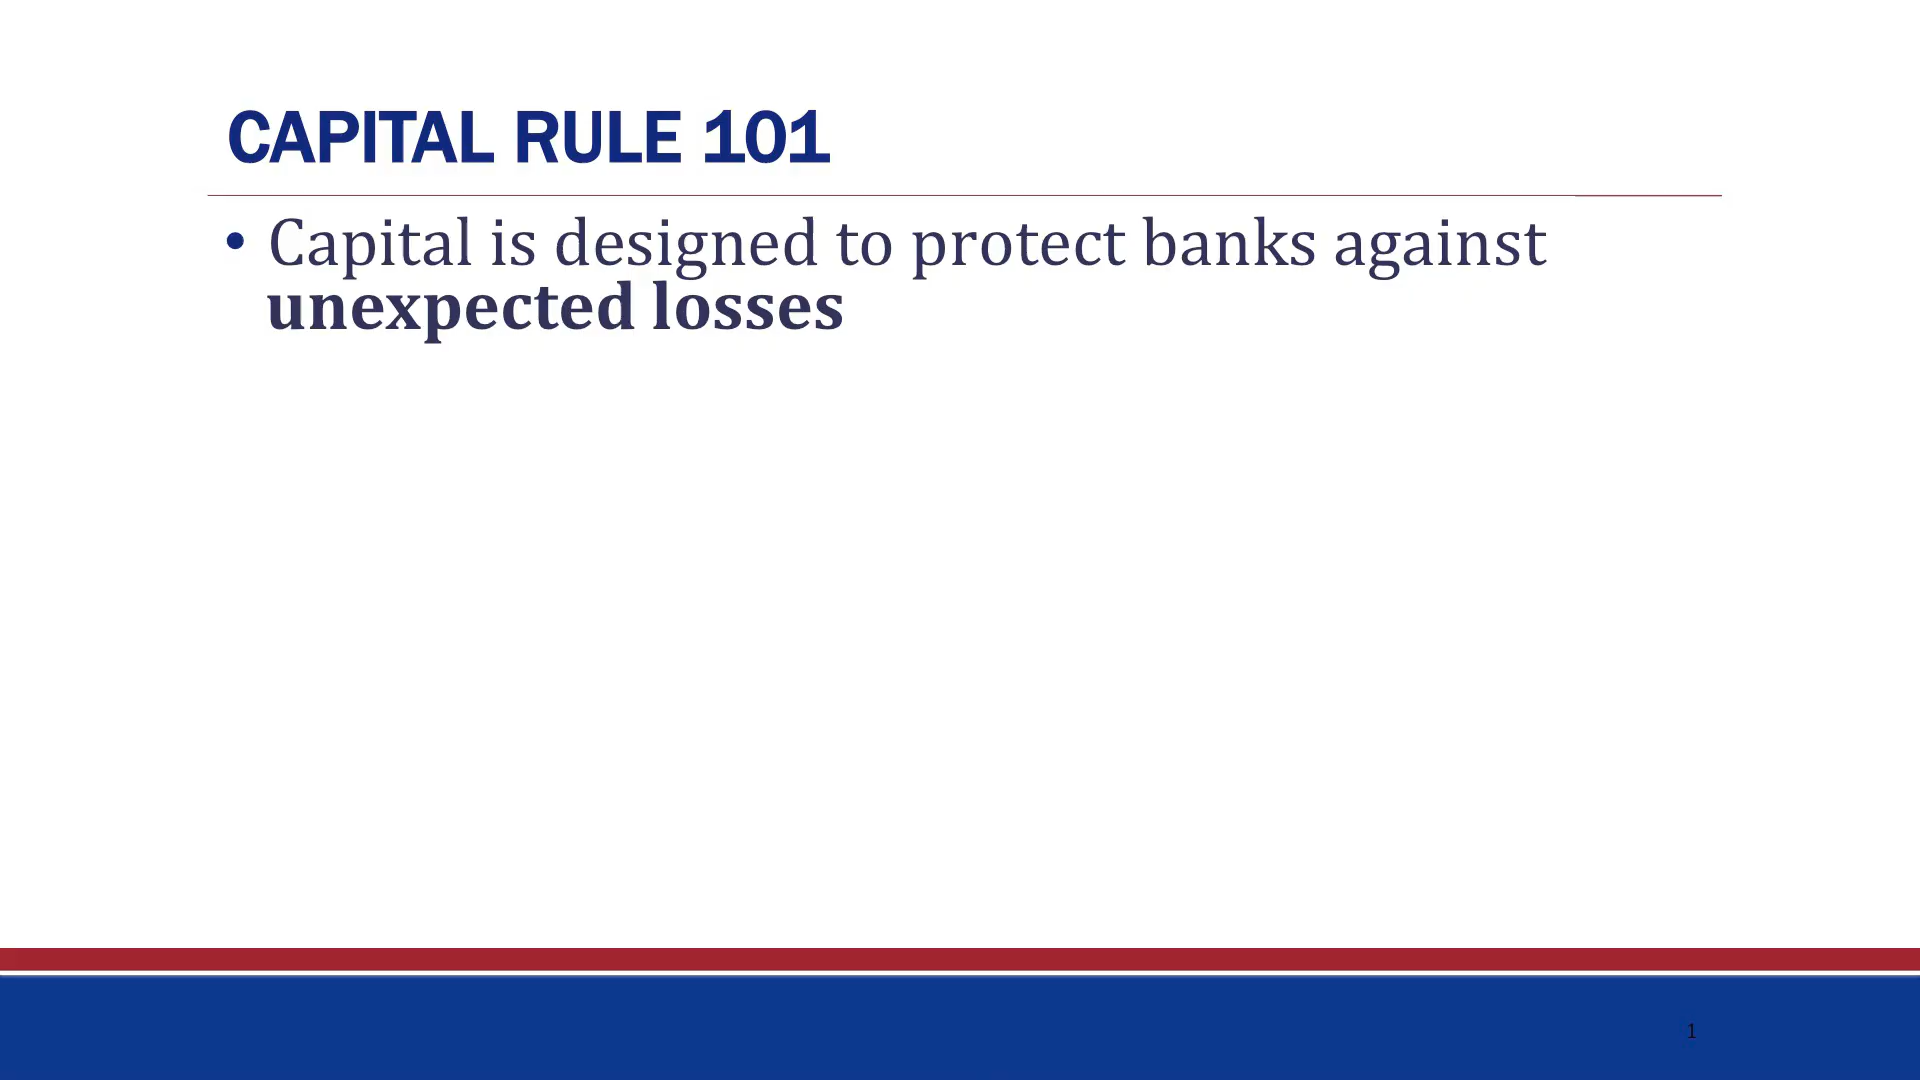 CAPITAL RULE 101
• Capital is designed to protect banks against
unexpected losses
1